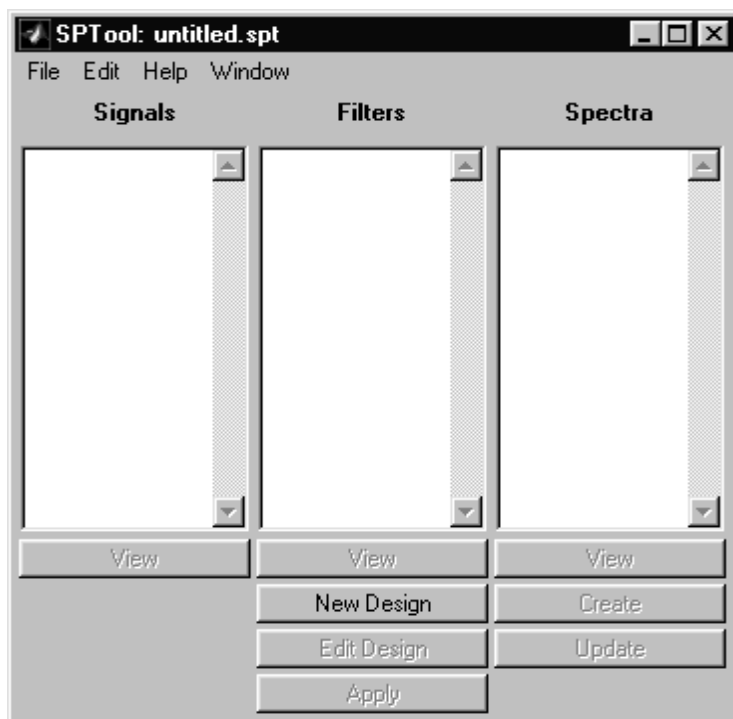 SPTool: untitled.spt
File Edit Help Window
Signals Filters Spectra
View View View
New Design Create
Edit Design Update
Apply